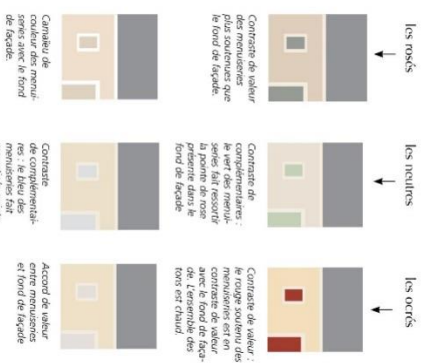 les rosés
Contraste de valeur
des menuiseries
plus soutenues que
le fond de façade.
Camaïeu de
couleur des menui-
series avec le fond
de façade.
les neutres
Contraste de
complémentaires :
le vert des menui-
series fait ressortir
la pointe de rose
présente dans le
fond de façade
Contraste
de complémentai-
res : le bleu des
menuiseries fait
les ocrés
Contraste de valeur :
le rouge soutenu des
menuiseries est en
contraste de valeur
avec le fond de faça-
de. L'ensemble des
tons est chaud.
Accord de valeur
entre menuiseries
et fond de façade